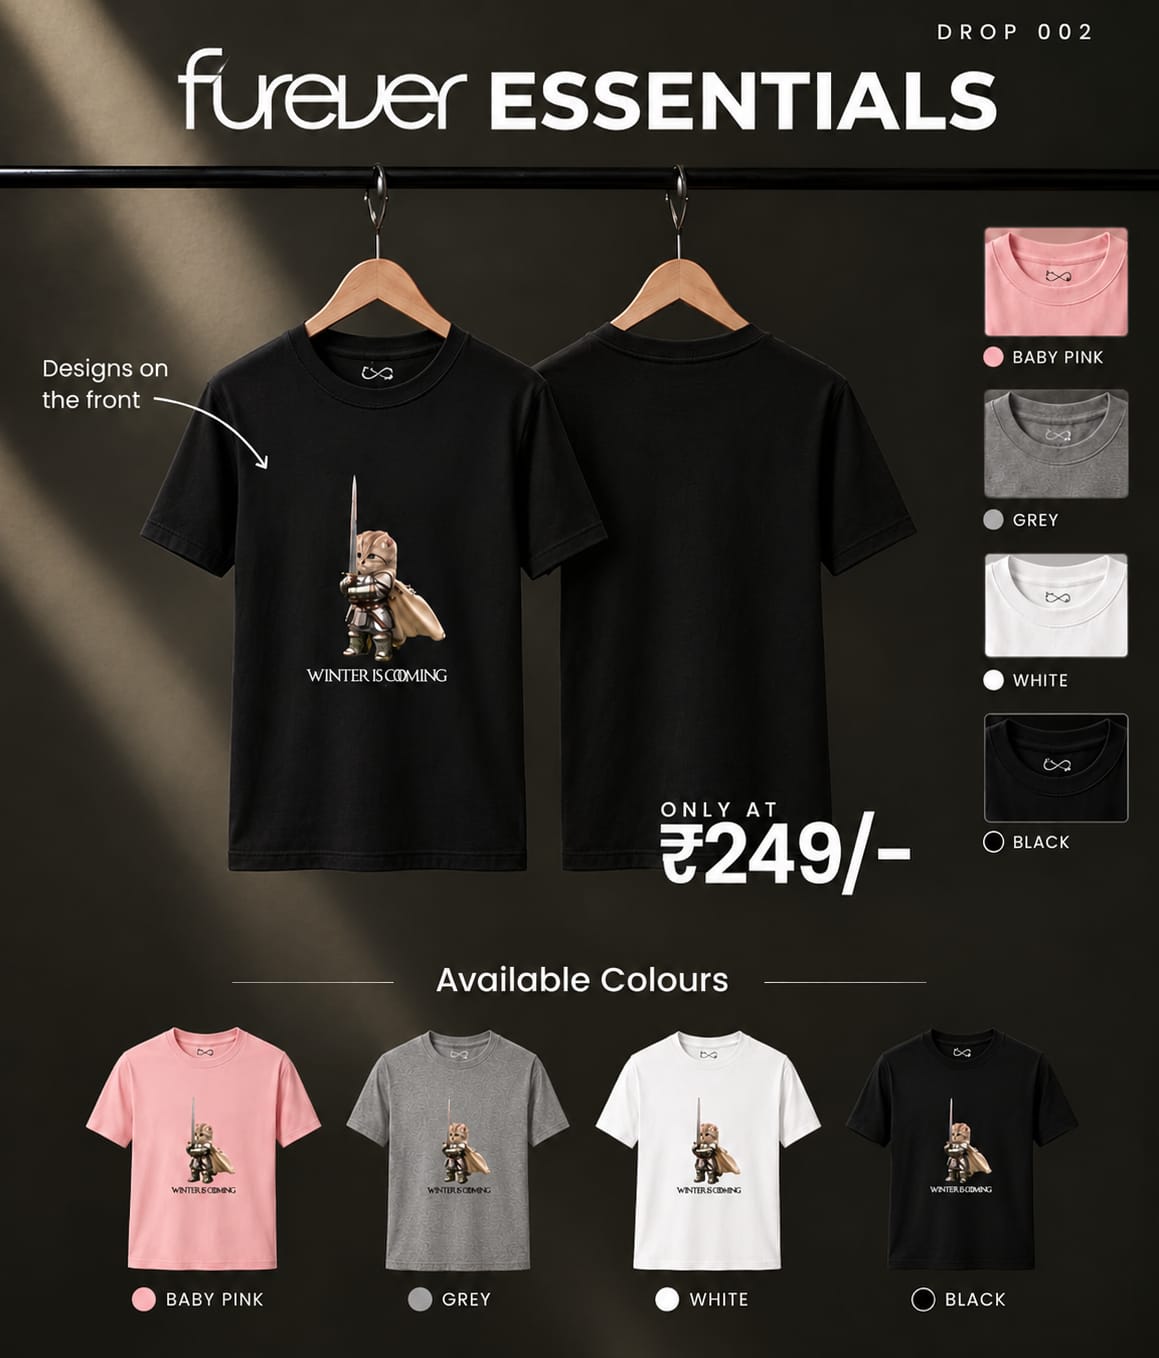 DROP 002
furever ESSENTIALS
Designs on
the front
WINTER IS COMING
BABY PINK
GREY
WHITE
BLACK
ONLY AT
₹249/-
Available Colours
WINTER IS COMING
WINTER IS COMING
WINTER IS COMING
WINTER IS COMING
BABY PINK
GREY
WHITE
BLACK